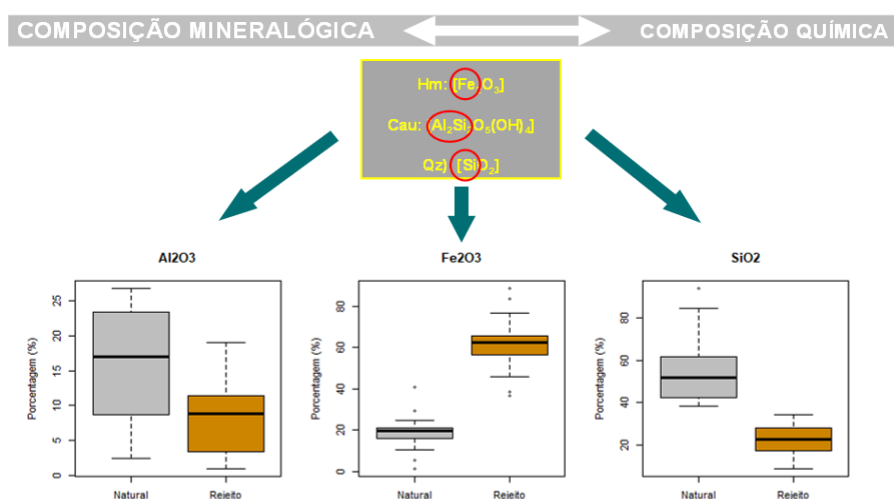 COMPOSIÇÃO MINERALÓGICA
COMPOSIÇÃO QUÍMICA
Hm: [Fe2O3]
Cau: [Al2Si2O5(OH)4]
Qz) [SiO2]
Al2O3
Porcentagem (%)
0
5
10
15
20
25
Natural
Rejeito
Fe2O3
Porcentagem (%)
0
20
40
60
80
Natural
Rejeito
SiO2
Porcentagem (%)
20
40
60
80
Natural
Rejeito